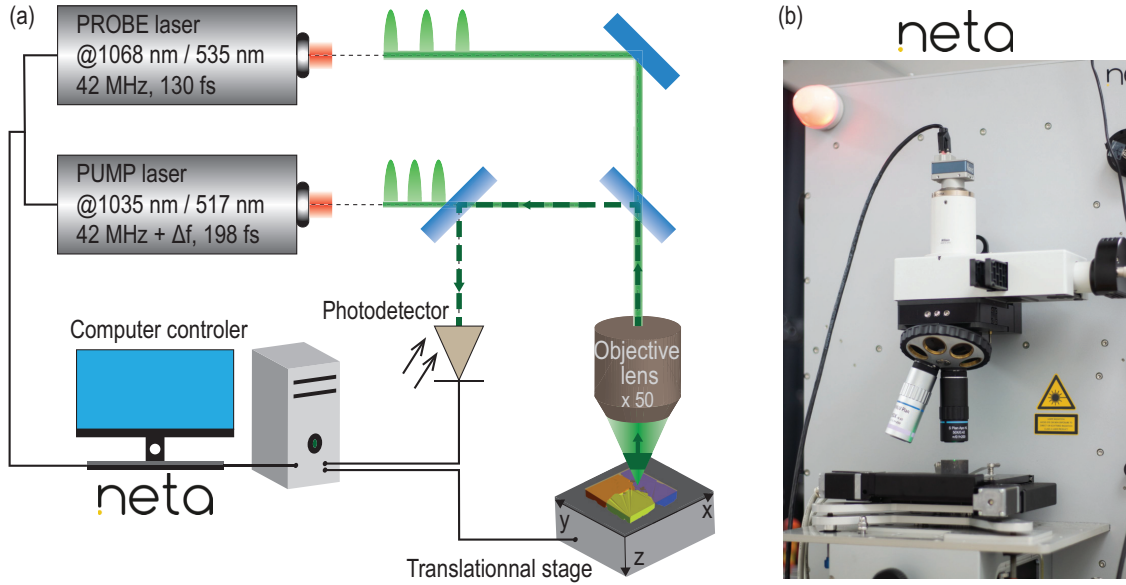 (a)
PROBE laser
@1068 nm / 535 nm
42 MHz, 130 fs
PUMP laser
@1035 nm / 517 nm
42 MHz + Δf, 198 fs
Photodetector
Computer controler
Objective
lens
x 50
neta
x
y
z
Translationnal stage
(b)
neta